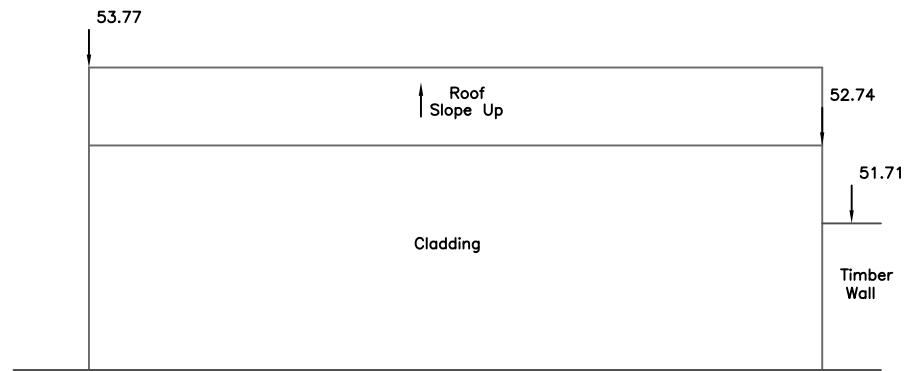 53.77
Roof
Slope Up
52.74
51.71
Cladding
Timber
Wall